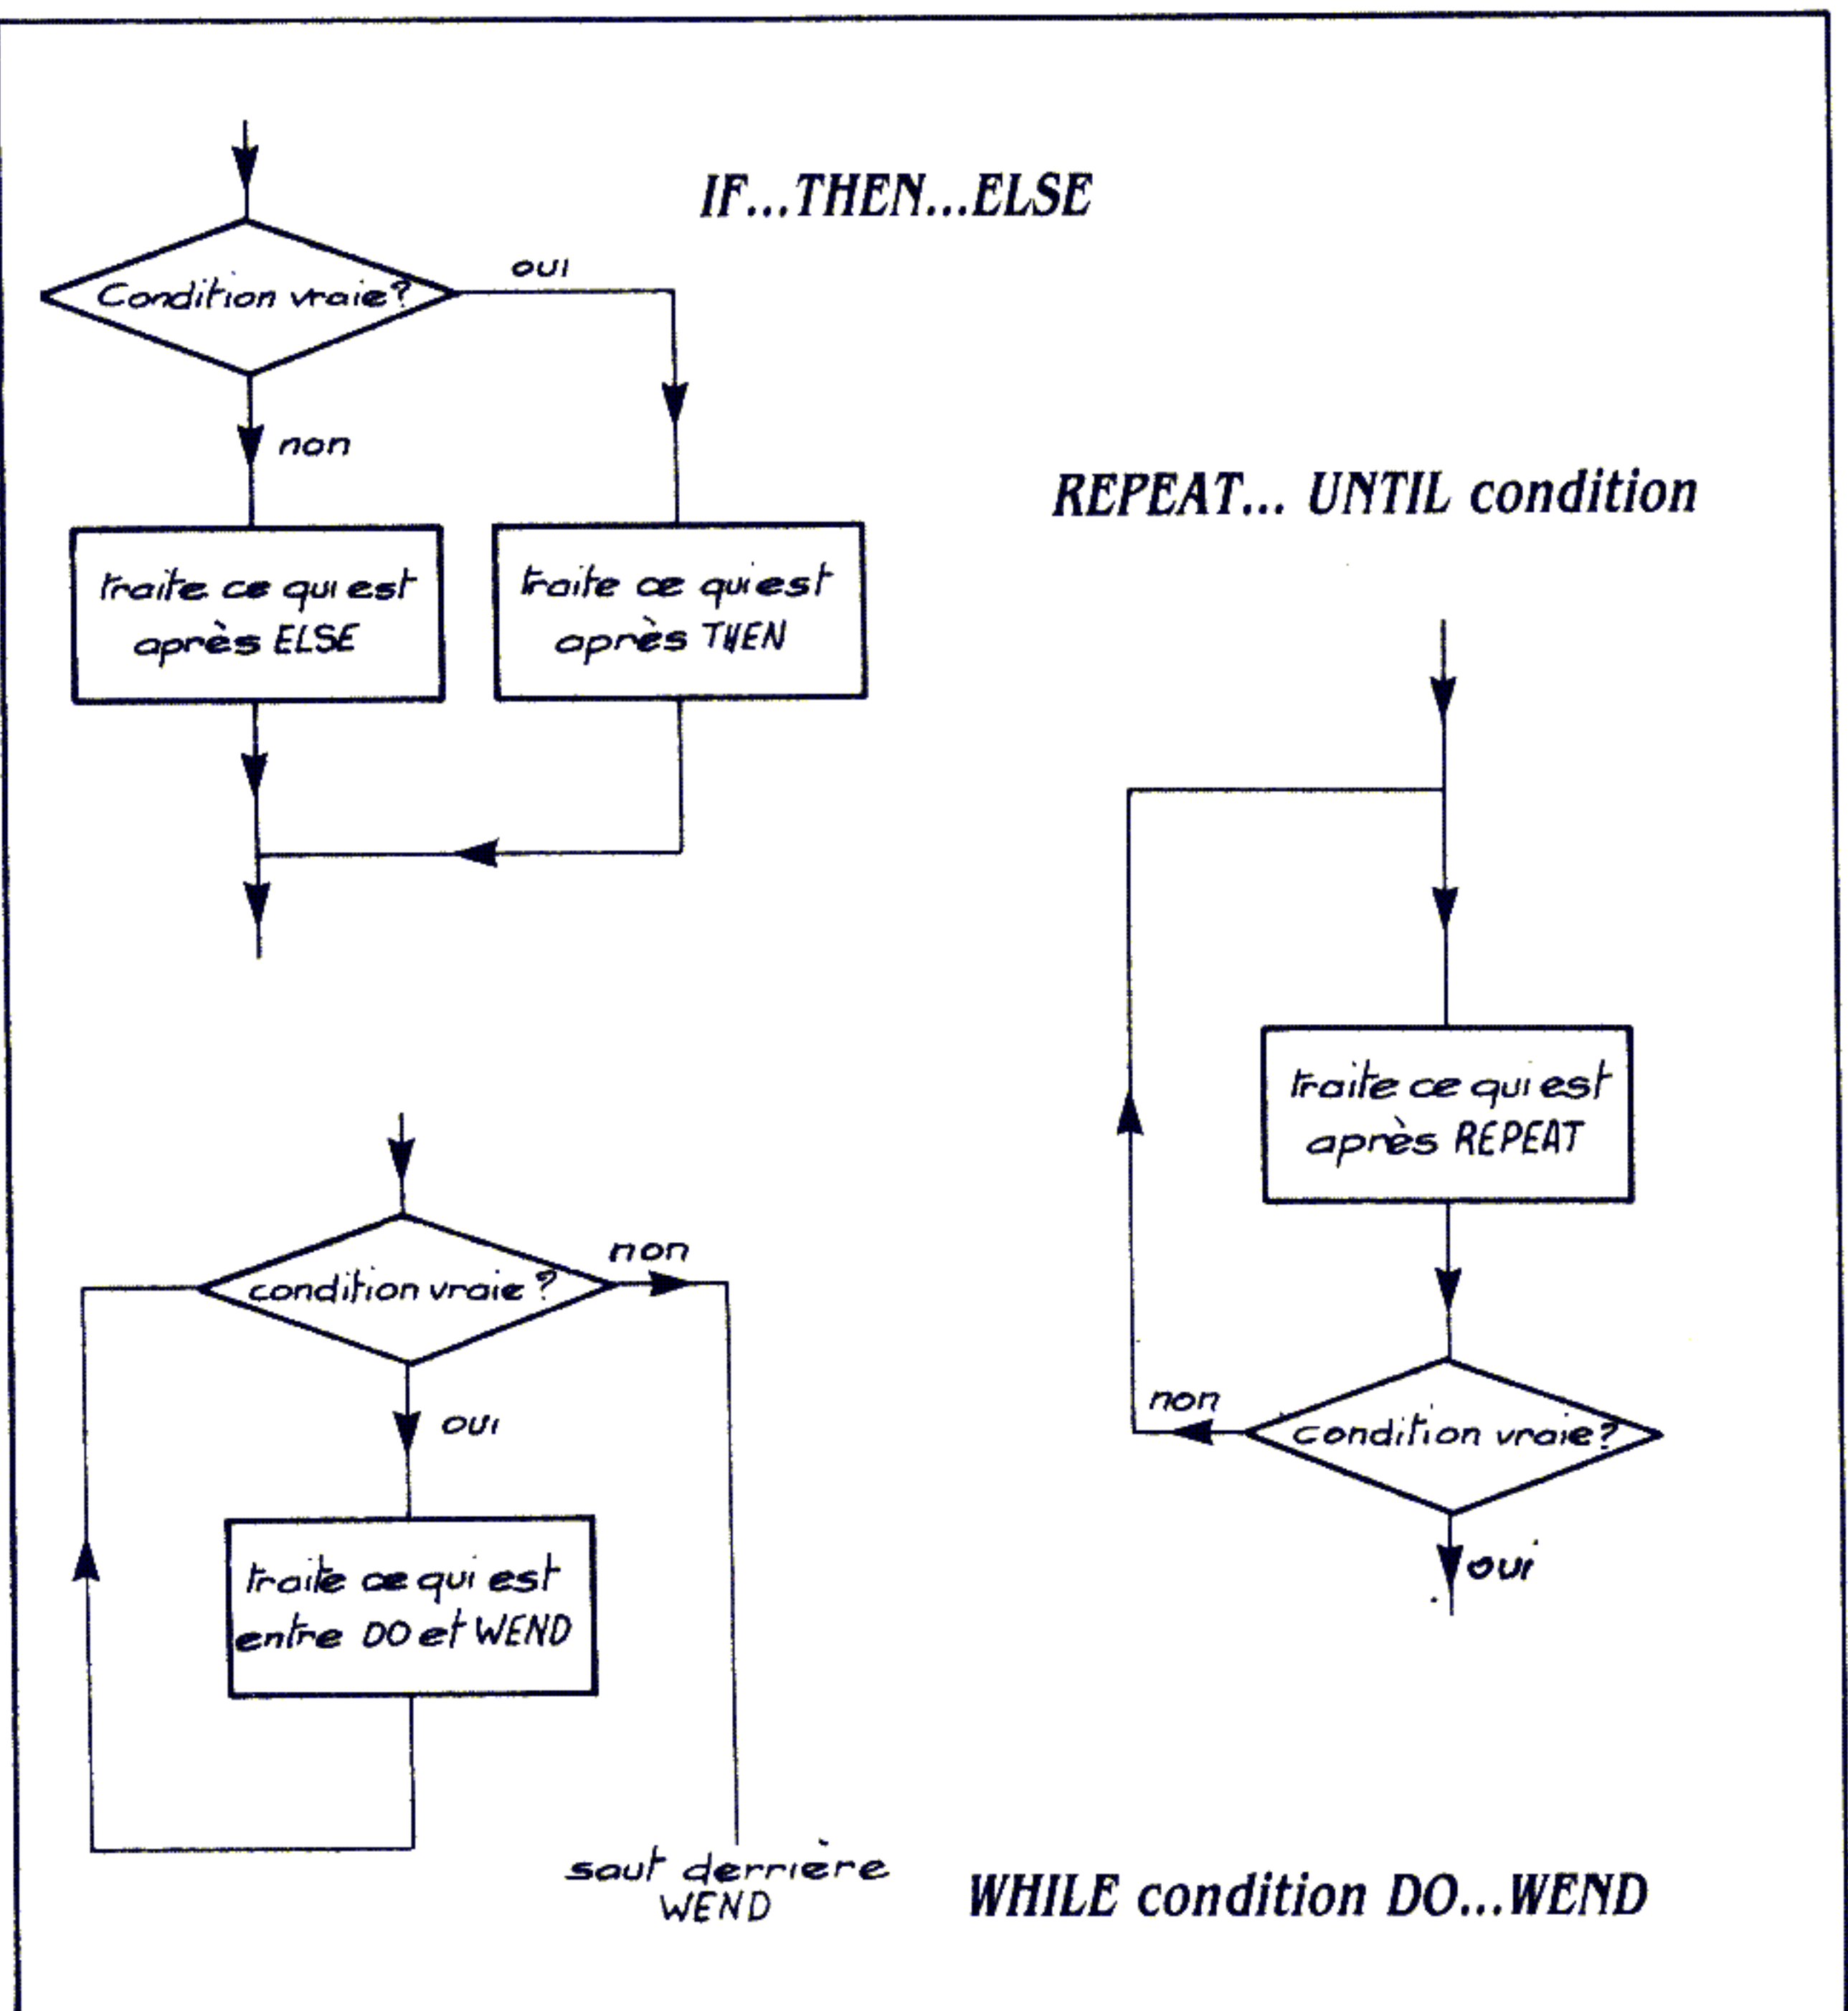 IF...THEN...ELSE
Condition vraie?
oui
non
traite ce qui est
après ELSE
traite ce qui est
après THEN
REPEAT... UNTIL condition
traite ce qui est
après REPEAT
condition vraie?
non
oui
condition vraie?
non
oui
traite ce qui est
entre DO et WEND
saut derrière
WEND
WHILE condition DO...WEND